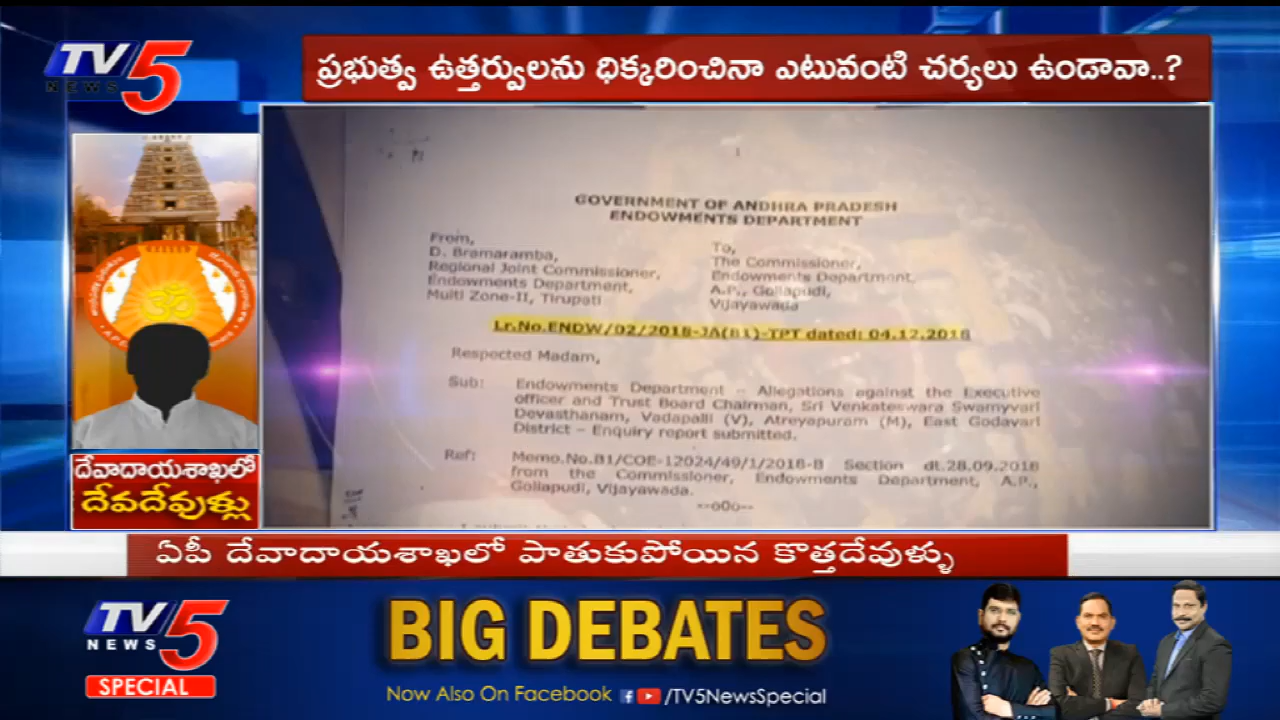 TV5
NEWS
ప్రభుత్వ ఉత్తర్వులను ధిక్కరించినా ఎటువంటి చర్యలు ఉండావా..?
GOVERNMENT OF ANDHRA PRADESH
ENDOWMENTS DEPARTMENT
From,
D. Bramaramba,
Regional Joint Commissioner,
Endowments Department,
Multi Zone-II, Tirupati
To,
The Commissioner,
Endowments Department,
A.P., Gollapudi,
Vijayawada
Lr.No.ENDW/02/2018-JA(B1)-TPT dated: 04.12.2018
Respected Madam,
Sub: Endowments Department – Allegations against the Executive
officer and Trust Board Chairman, Sri Venkateswara Swamyvari
Devasthanam, Vadapalli (V), Atreyapuram (M), East Godavari
District – Enquiry report submitted.
Ref: Memo.No.B1/COE-12024/49/1/2018-B Section dt.28.09.2018
from the Commissioner, Endowments Department, A.P.,
Gollapudi, Vijayawada.
--o0o--
దేవాదాయశాఖలో
దేవదేవుళ్లు
ఏపీ దేవాదాయశాఖలో పాతుకుపోయిన కొత్తదేవుళ్ళు
TV5
NEWS
SPECIAL
BIG DEBATES
Now Also On Facebook f /TV5NewsSpecial